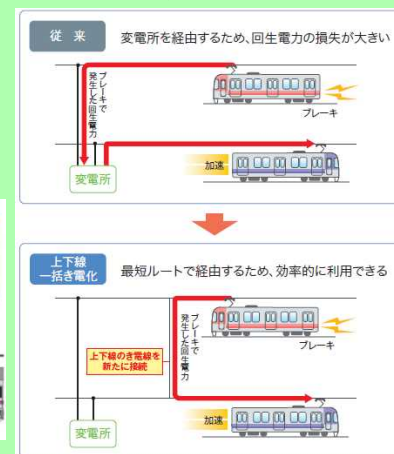 従 来
変電所を経由するため、回生電力の損失が大きい
ブレーキで
発生した回生電力
ブレーキ
加速
変電所
上下線
一括き電化
最短ルートで経由するため、効率的に利用できる
ブレーキで
発生した回生電力
ブレーキ
上下線のき電線を
新たに接続
加速
変電所